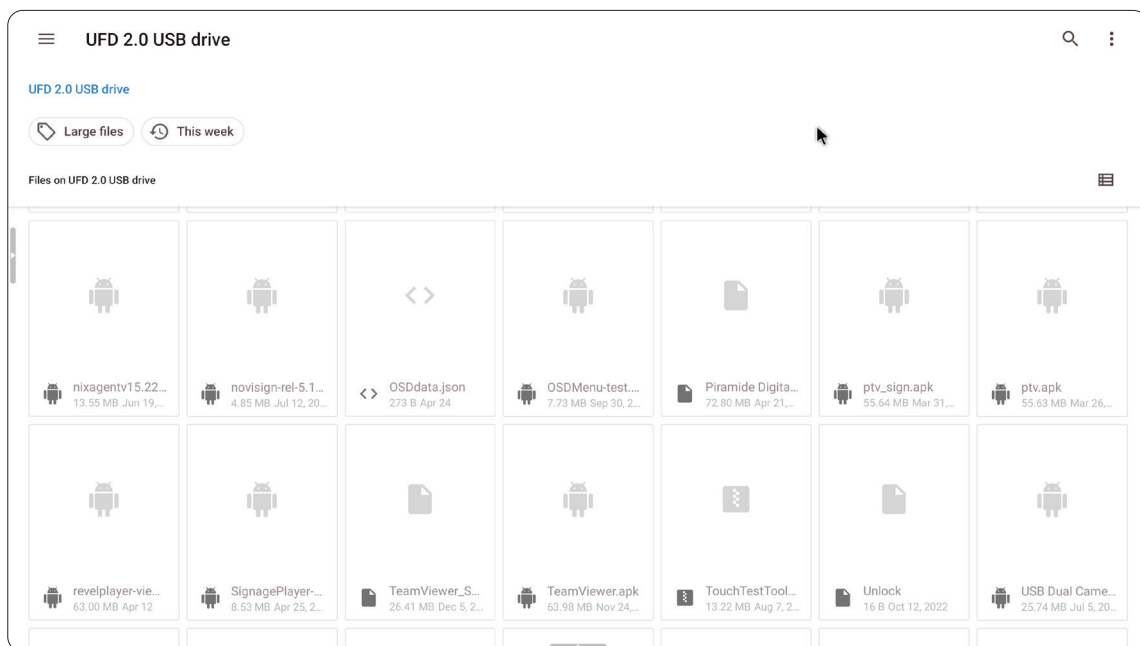 UFD 2.0 USB drive
UFD 2.0 USB drive
Large files
This week
Files on UFD 2.0 USB drive
nixagentv15.22...
13.55 MB Jun 19,...
novisign-rel-5.1...
4.85 MB Jul 12, 20...
OSDdata.json
273 B Apr 24
OSDMenu-test....
7.73 MB Sep 30, 2...
Piramide Digita...
72.80 MB Apr 21,...
ptv_sign.apk
55.64 MB Mar 31,...
ptv.apk
55.63 MB Mar 26,...
revelplayer-vie...
63.00 MB Apr 12
SignagePlayer-...
8.53 MB Apr 25, 2...
TeamViewer_S...
26.41 MB Dec 5, 2...
TeamViewer.apk
63.98 MB Nov 24,...
TouchTestTool...
13.22 MB Aug 7, 2...
Unlock
16 B Oct 12, 2022
USB Dual Came...
25.74 MB Jul 5, 20...